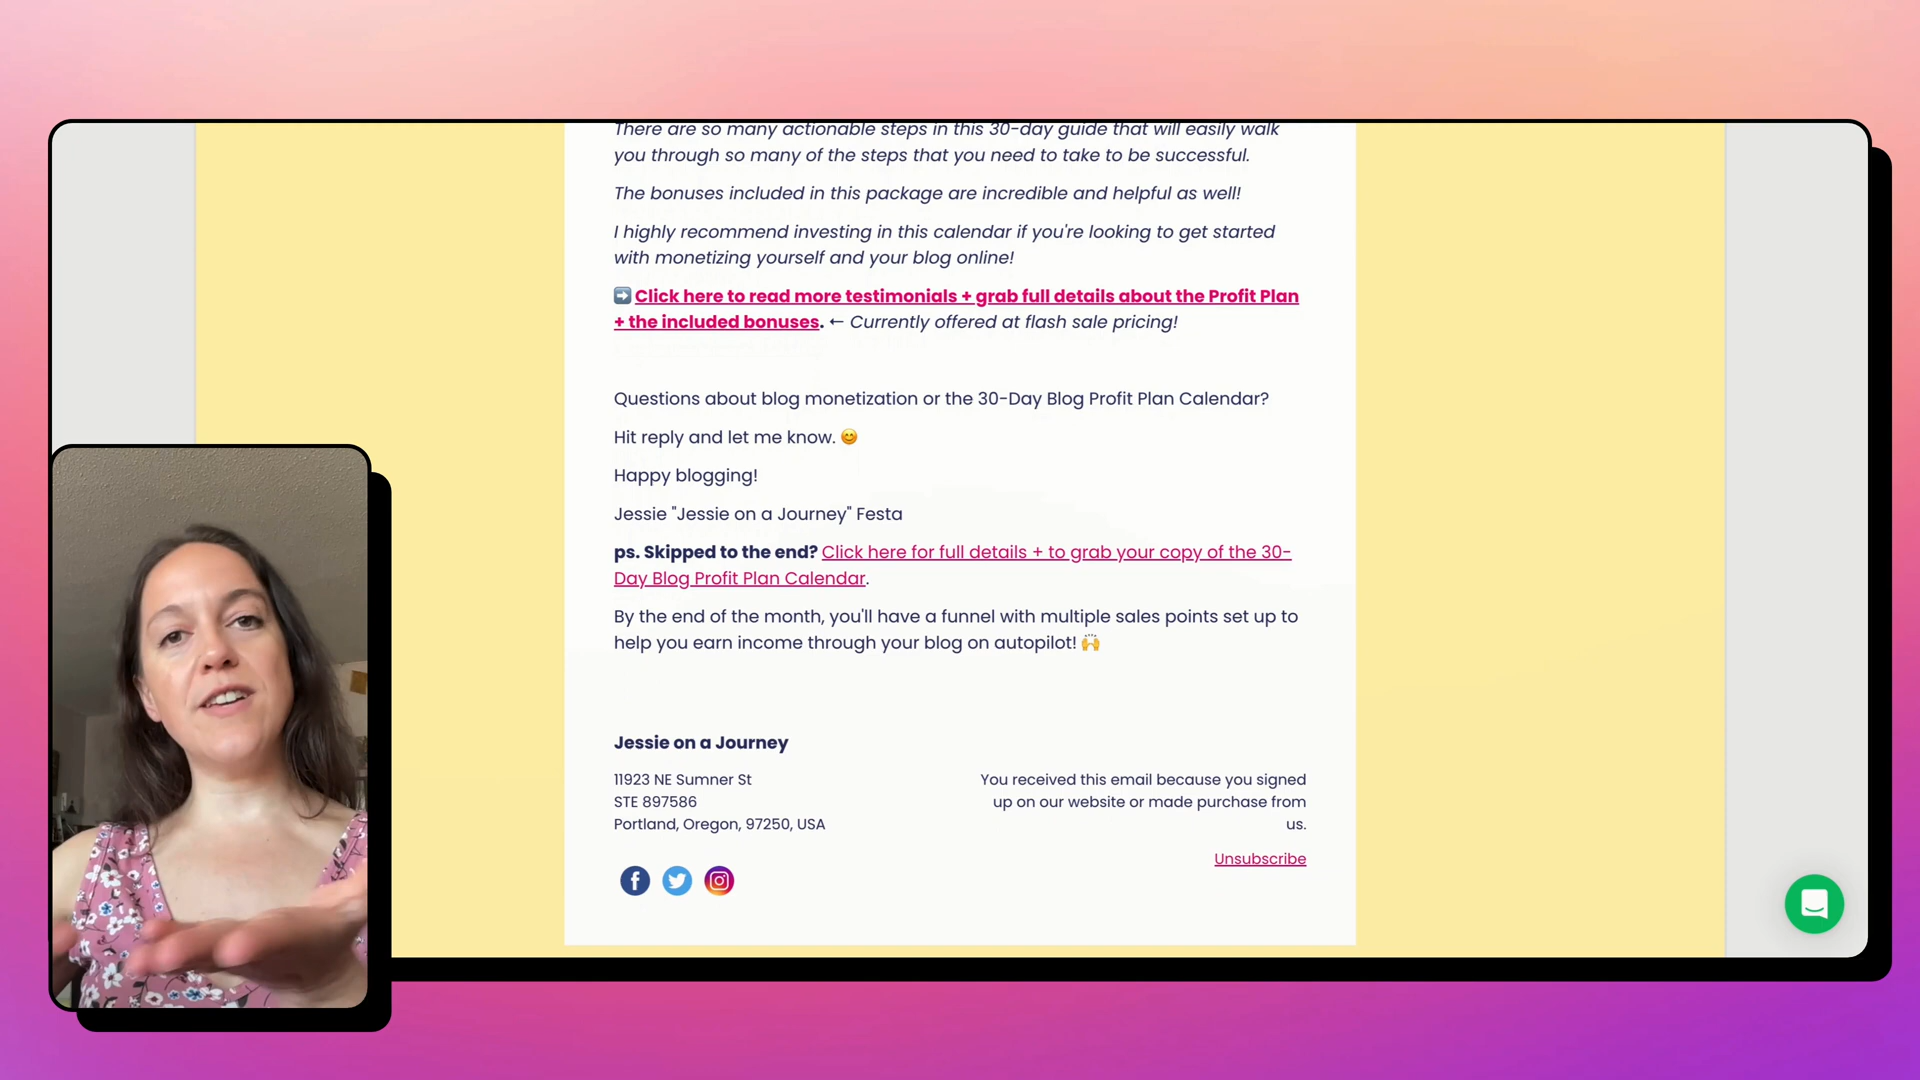 There are so many actionable steps in this 30-day guide that will easily walk
you through so many of the steps that you need to take to be successful.
The bonuses included in this package are incredible and helpful as well!
I highly recommend investing in this calendar if you're looking to get started
with monetizing yourself and your blog online!
➡️ Click here to read more testimonials + grab full details about the Profit Plan
+ the included bonuses. ← Currently offered at flash sale pricing!
Questions about blog monetization or the 30-Day Blog Profit Plan Calendar?
Hit reply and let me know. 😊
Happy blogging!
Jessie "Jessie on a Journey" Festa
ps. Skipped to the end? Click here for full details + to grab your copy of the 30-
Day Blog Profit Plan Calendar.
By the end of the month, you'll have a funnel with multiple sales points set up to
help you earn income through your blog on autopilot! 🙌
Jessie on a Journey
11923 NE Sumner St
STE 897586
Portland, Oregon, 97250, USA
You received this email because you signed
up on our website or made purchase from
us.
Unsubscribe